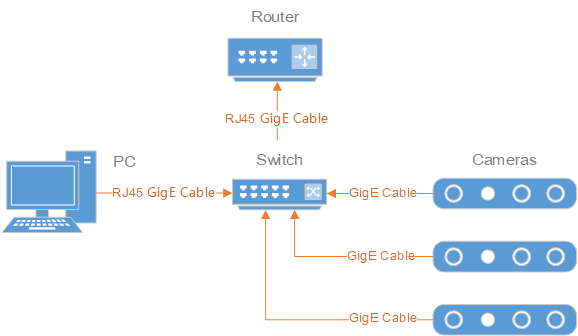 Router
RJ45 GigE Cable
PC
Switch
Cameras
RJ45 GigE Cable
GigE Cable
GigE Cable
GigE Cable